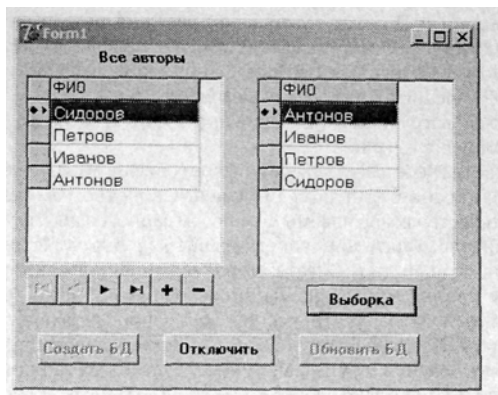 Form1
Все авторы
ФИО
Сидоров
Петров
Иванов
Антонов
ФИО
Антонов
Иванов
Петров
Сидоров
Выборка
Создать БД
Отключить
Обновить БД